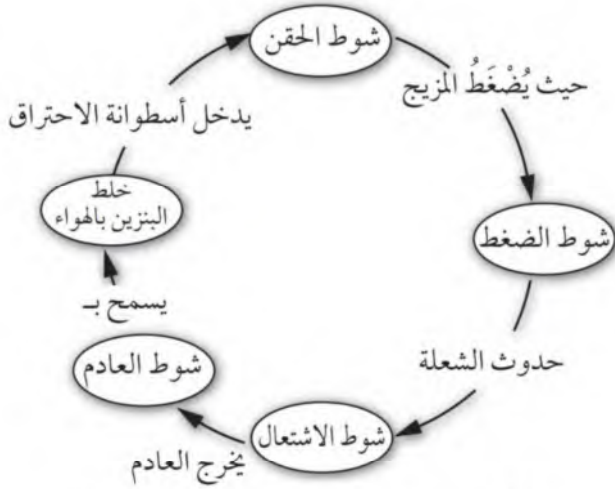 شوط الحقن
حيث يُضْغَطُ المزيج
شوط الضغط
حدوث الشعلة
شوط الاشتعال
يخرج العادم
شوط العادم
يسمح بـ
خلط
البنزين بالهواء
يدخل أسطوانة الاحتراق